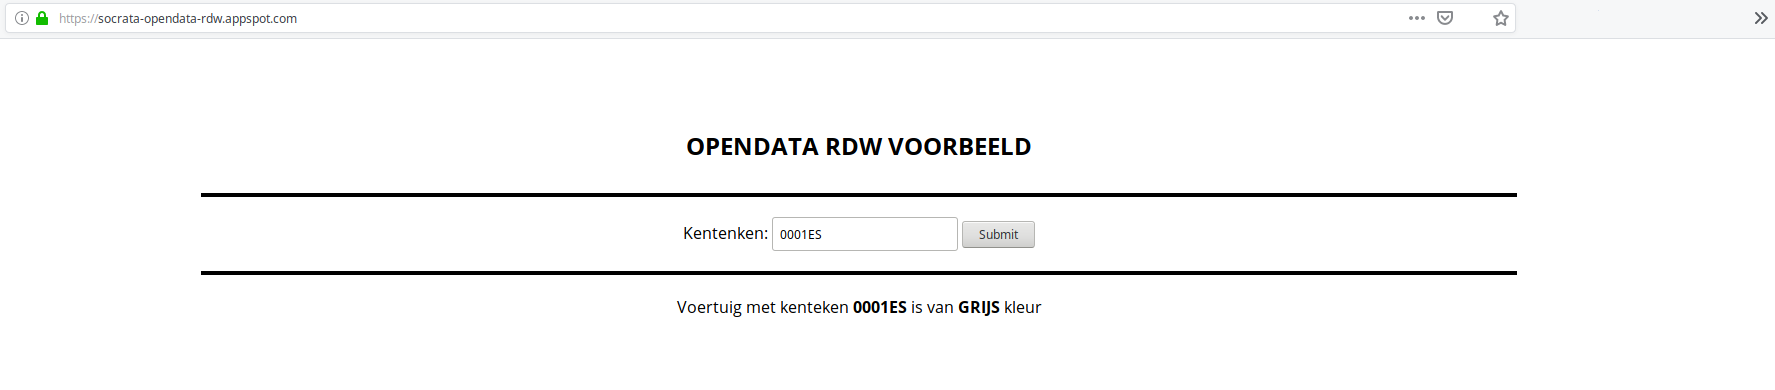 https://socrata-opendata-rdw.appspot.com
OPENDATA RDW VOORBEELD
Kentenken: 0001ES Submit
Voertuig met kenteken 0001ES is van GRIJS kleur